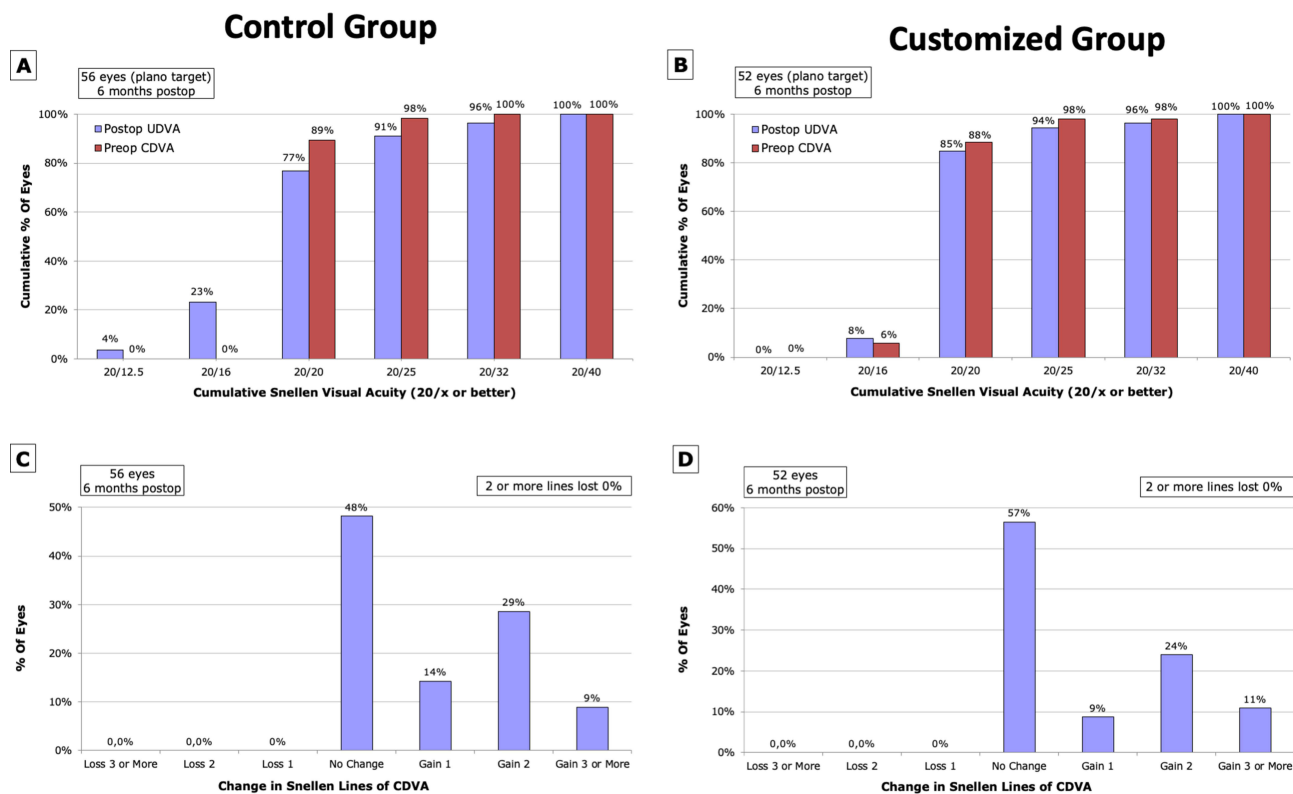 Control Group
Customized Group
A
56 eyes (plano target)
6 months postop
Postop UDVA
Preop CDVA
Cumulative % Of Eyes
100%
80%
60%
40%
20%
0%
4%
0%
23%
0%
77%
89%
91%
98%
96%
100%
100%
100%
20/12.5
20/16
20/20
20/25
20/32
20/40
Cumulative Snellen Visual Acuity (20/x or better)
B
52 eyes (plano target)
6 months postop
Postop UDVA
Preop CDVA
Cumulative % Of Eyes
100%
80%
60%
40%
20%
0%
0%
0%
8%
6%
85%
88%
94%
98%
96%
98%
100%
100%
20/12.5
20/16
20/20
20/25
20/32
20/40
Cumulative Snellen Visual Acuity (20/x or better)
C
56 eyes
6 months postop
2 or more lines lost 0%
% Of Eyes
50%
40%
30%
20%
10%
0%
0,0%
0,0%
0%
48%
14%
29%
9%
Loss 3 or More
Loss 2
Loss 1
No Change
Gain 1
Gain 2
Gain 3 or More
Change in Snellen Lines of CDVA
D
52 eyes
6 months postop
2 or more lines lost 0%
% Of Eyes
60%
50%
40%
30%
20%
10%
0%
0,0%
0,0%
0%
57%
9%
24%
11%
Loss 3 or More
Loss 2
Loss 1
No Change
Gain 1
Gain 2
Gain 3 or More
Change in Snellen Lines of CDVA